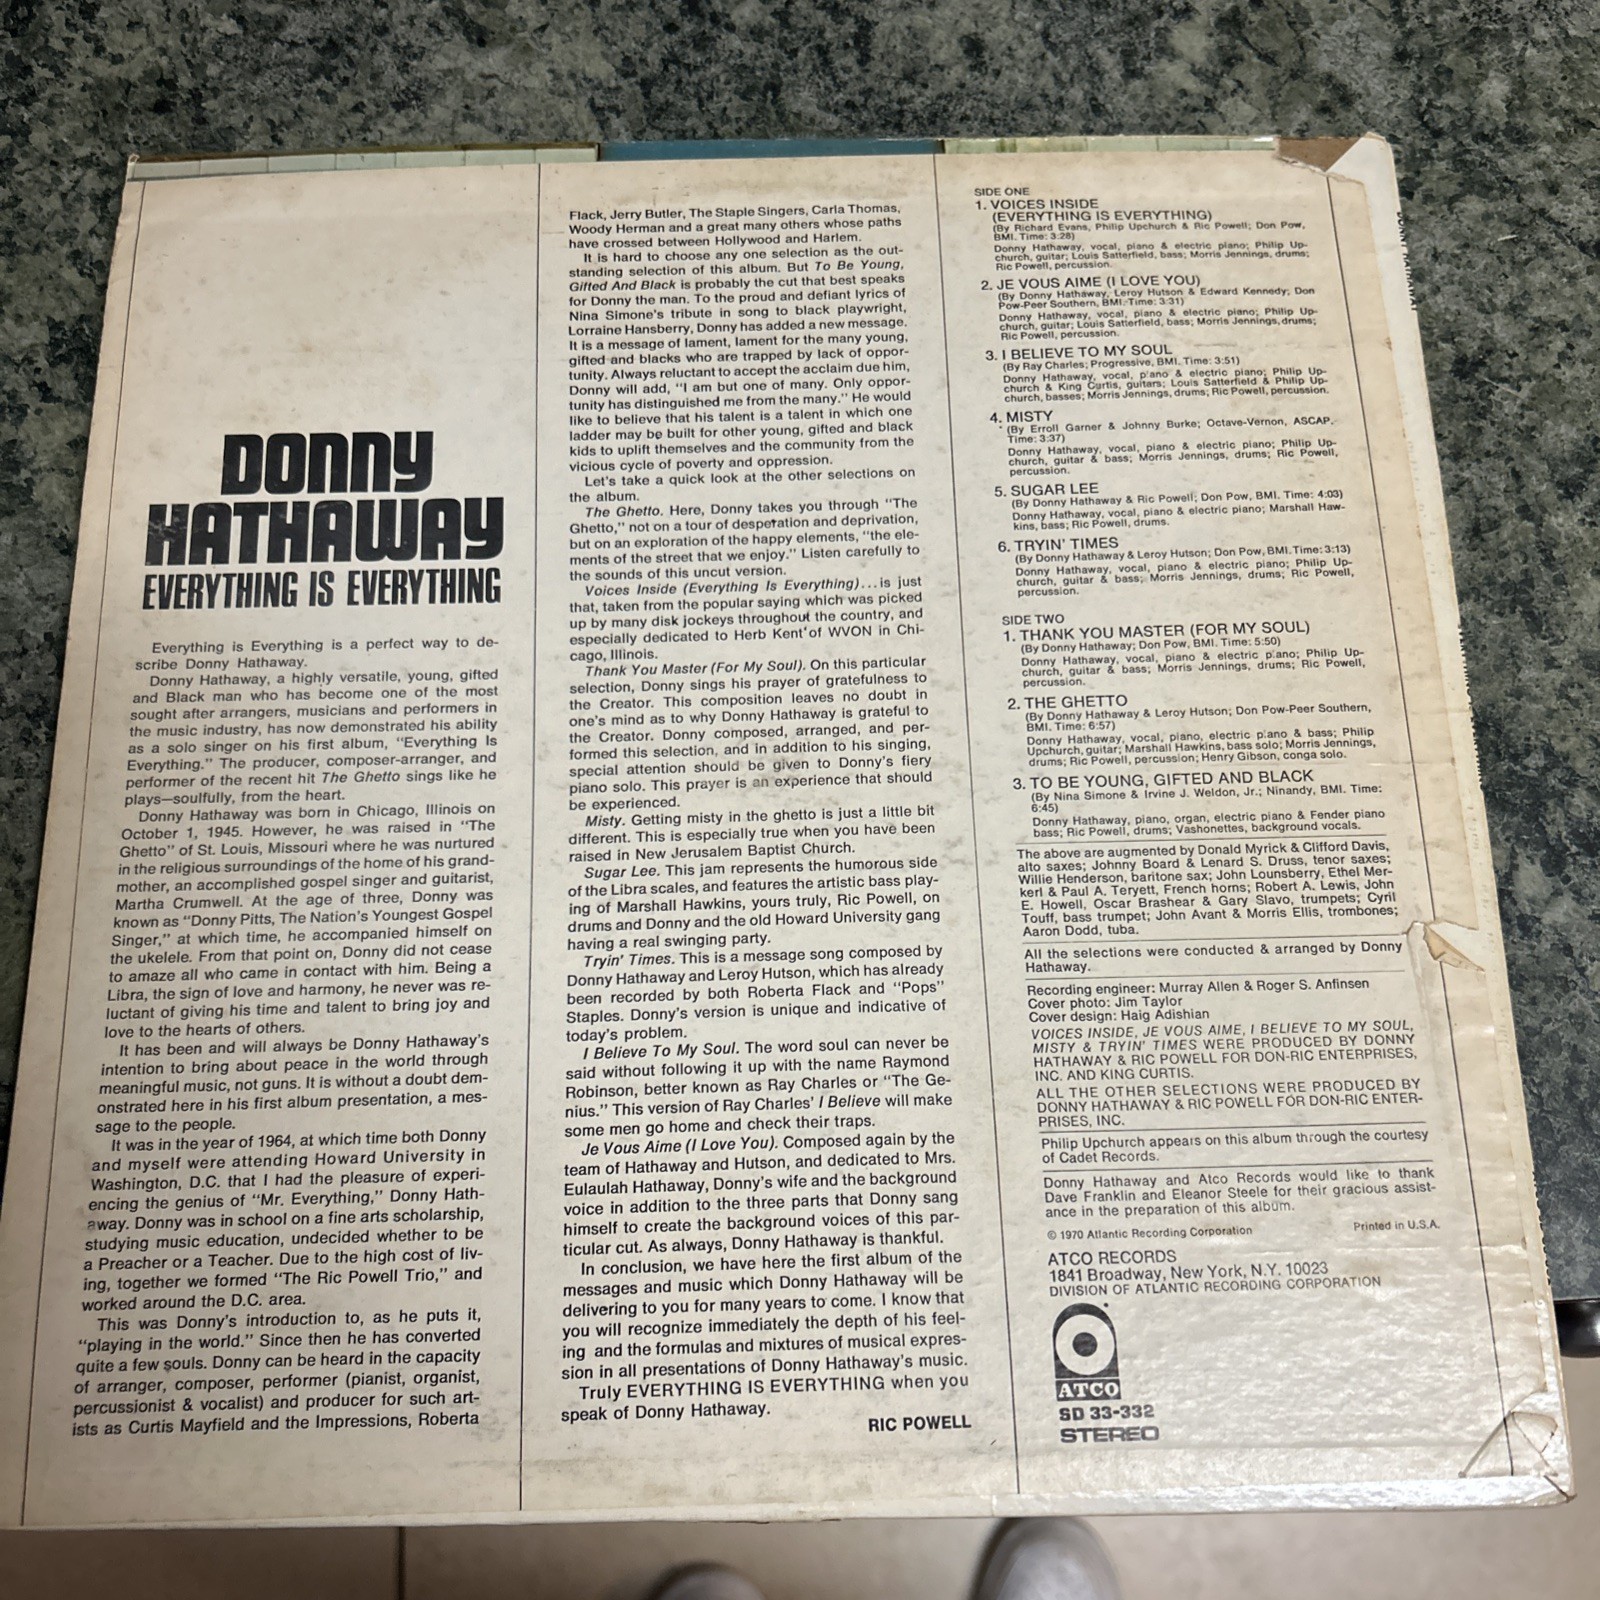 DONNY
HATHAWAY
EVERYTHING IS EVERYTHING
Everything is Everything is a perfect way to de-
scribe Donny Hathaway.
Donny Hathaway, a highly versatile, young, gifted
and Black man who has become one of the most
sought after arrangers, musicians and performers in
the music industry, has now demonstrated his ability
as a solo singer on his first album, "Everything Is
Everything." The producer, composer-arranger, and
performer of the recent hit The Ghetto sings like he
plays—soulfully, from the heart.
Donny Hathaway was born in Chicago, Illinois on
October 1, 1945. However, he was raised in "The
Ghetto" of St. Louis, Missouri where he was nurtured
in the religious surroundings of the home of his grand-
mother, an accomplished gospel singer and guitarist,
Martha Crumwell. At the age of three, Donny was
known as "Donny Pitts, The Nation's Youngest Gospel
Singer," at which time, he accompanied himself on
the ukelele. From that point on, Donny did not cease
to amaze all who came in contact with him. Being a
Libra, the sign of love and harmony, he never was re-
luctant of giving his time and talent to bring joy and
love to the hearts of others.
It has been and will always be Donny Hathaway's
intention to bring about peace in the world through
meaningful music, not guns. It is without a doubt dem-
onstrated here in his first album presentation, a mes-
sage to the people.
It was in the year of 1964, at which time both Donny
and myself were attending Howard University in
Washington, D.C. that I had the pleasure of experi-
encing the genius of "Mr. Everything," Donny Hath-
away. Donny was in school on a fine arts scholarship,
studying music education, undecided whether to be
a Preacher or a Teacher. Due to the high cost of liv-
ing, together we formed "The Ric Powell Trio," and
worked around the D.C. area.
This was Donny's introduction to, as he puts it,
"playing in the world." Since then he has converted
quite a few souls. Donny can be heard in the capacity
of arranger, composer, performer (pianist, organist,
percussionist & vocalist) and producer for such art-
ists as Curtis Mayfield and the Impressions, Roberta
Flack, Jerry Butler, The Staple Singers, Carla Thomas,
Woody Herman and a great many others whose paths
have crossed between Hollywood and Harlem.
It is hard to choose any one selection as the out-
standing selection of this album. But To Be Young,
Gifted And Black is probably the cut that best speaks
for Donny the man. To the proud and defiant lyrics of
Nina Simone's tribute in song to black playwright,
Lorraine Hansberry, Donny has added a new message.
It is a message of lament, lament for the many young,
gifted and blacks who are trapped by lack of oppor-
tunity. Always reluctant to accept the acclaim due him,
Donny will add, "I am but one of many. Only oppor-
tunity has distinguished me from the many." He would
like to believe that his talent is a talent in which one
ladder may be built for other young, gifted and black
kids to uplift themselves and the community from the
vicious cycle of poverty and oppression.
Let's take a quick look at the other selections on
the album.
The Ghetto. Here, Donny takes you through "The
Ghetto," not on a tour of desperation and deprivation,
but on an exploration of the happy elements, "the ele-
ments of the street that we enjoy." Listen carefully to
the sounds of this uncut version.
Voices Inside (Everything Is Everything)...is just
that, taken from the popular saying which was picked
up by many disk jockeys throughout the country, and
especially dedicated to Herb Kent of WVON in Chi-
cago, Illinois.
Thank You Master (For My Soul). On this particular
selection, Donny sings his prayer of gratefulness to
the Creator. This composition leaves no doubt in
one's mind as to why Donny Hathaway is grateful to
the Creator. Donny composed, arranged, and per-
formed this selection, and in addition to his singing,
special attention should be given to Donny's fiery
piano solo. This prayer is an experience that should
be experienced.
Misty. Getting misty in the ghetto is just a little bit
different. This is especially true when you have been
raised in New Jerusalem Baptist Church.
Sugar Lee. This jam represents the humorous side
of the Libra scales, and features the artistic bass play-
ing of Marshall Hawkins, yours truly, Ric Powell, on
drums and Donny and the old Howard University gang
having a real swinging party.
Tryin' Times. This is a message song composed by
Donny Hathaway and Leroy Hutson, which has already
been recorded by both Roberta Flack and "Pops"
Staples. Donny's version is unique and indicative of
today's problem.
I Believe To My Soul. The word soul can never be
said without following it up with the name Raymond
Robinson, better known as Ray Charles or "The Ge-
nius." This version of Ray Charles' I Believe will make
some men go home and check their traps.
Je Vous Aime (I Love You). Composed again by the
team of Hathaway and Hutson, and dedicated to Mrs.
Eulaulah Hathaway, Donny's wife and the background
voice in addition to the three parts that Donny sang
himself to create the background voices of this par-
ticular cut. As always, Donny Hathaway is thankful.
In conclusion, we have here the first album of the
messages and music which Donny Hathaway will be
delivering to you for many years to come. I know that
you will recognize immediately the depth of his feel-
ing and the formulas and mixtures of musical expres-
sion in all presentations of Donny Hathaway's music.
Truly EVERYTHING IS EVERYTHING when you
speak of Donny Hathaway.
RIC POWELL
SIDE ONE
1. VOICES INSIDE
(EVERYTHING IS EVERYTHING)
(By Richard Evans, Philip Upchurch & Ric Powell; Don Pow,
BMI. Time: 3:28)
Donny Hathaway, vocal, piano & electric piano; Philip Up-
church, guitar; Louis Satterfield, bass; Morris Jennings, drums;
Ric Powell, percussion.
2. JE VOUS AIME (I LOVE YOU)
(By Donny Hathaway, Leroy Hutson & Edward Kennedy; Don
Pow-Peer Southern, BMI. Time: 3:31)
Donny Hathaway, vocal, piano & electric piano; Philip Up-
church, guitar; Louis Satterfield, bass; Morris Jennings, drums;
Ric Powell, percussion.
3. I BELIEVE TO MY SOUL
(By Ray Charles; Progressive, BMI. Time: 3:51)
Donny Hathaway, vocal, piano & electric piano; Philip Up-
church & King Curtis, guitars; Louis Satterfield & Philip Up-
church, basses; Morris Jennings, drums; Ric Powell, percussion.
4. MISTY
(By Erroll Garner & Johnny Burke; Octave-Vernon, ASCAP.
Time: 3:37)
Donny Hathaway, vocal, piano & electric piano; Philip Up-
church, guitar & bass; Morris Jennings, drums; Ric Powell,
percussion.
5. SUGAR LEE
(By Donny Hathaway & Ric Powell; Don Pow, BMI. Time: 4:03)
Donny Hathaway, vocal, piano & electric piano; Marshall Haw-
kins, bass; Ric Powell, drums.
6. TRYIN' TIMES
(By Donny Hathaway & Leroy Hutson; Don Pow, BMI. Time: 3:13)
Donny Hathaway, vocal, piano & electric piano; Philip Up-
church, guitar & bass; Morris Jennings, drums; Ric Powell,
percussion.
SIDE TWO
1. THANK YOU MASTER (FOR MY SOUL)
(By Donny Hathaway; Don Pow, BMI. Time: 5:50)
Donny Hathaway, vocal, piano & electric piano; Philip Up-
church, guitar & bass; Morris Jennings, drums; Ric Powell,
percussion.
2. THE GHETTO
(By Donny Hathaway & Leroy Hutson; Don Pow-Peer Southern,
BMI. Time: 6:57)
Donny Hathaway, vocal, piano, electric piano & bass; Philip
Upchurch, guitar; Marshall Hawkins, bass solo; Morris Jennings,
drums; Ric Powell, percussion; Henry Gibson, conga solo.
3. TO BE YOUNG, GIFTED AND BLACK
(By Nina Simone & Irvine J. Weldon, Jr.; Ninandy, BMI. Time:
6:45)
Donny Hathaway, piano, organ, electric piano & Fender piano
bass; Ric Powell, drums; Vashonettes, background vocals.
The above are augmented by Donald Myrick & Clifford Davis,
alto saxes; Johnny Board & Lenard S. Druss, tenor saxes;
Willie Henderson, baritone sax; John Lounsberry, Ethel Mer-
kerl & Paul A. Teryett, French horns; Robert A. Lewis, John
E. Howell, Oscar Brashear & Gary Slavo, trumpets; Cyril
Touff, bass trumpet; John Avant & Morris Ellis, trombones;
Aaron Dodd, tuba.
All the selections were conducted & arranged by Donny
Hathaway.
Recording engineer: Murray Allen & Roger S. Anfinsen
Cover photo: Jim Taylor
Cover design: Haig Adishian
VOICES INSIDE, JE VOUS AIME, I BELIEVE TO MY SOUL,
MISTY & TRYIN' TIMES WERE PRODUCED BY DONNY
HATHAWAY & RIC POWELL FOR DON-RIC ENTERPRISES,
INC. AND KING CURTIS.
ALL THE OTHER SELECTIONS WERE PRODUCED BY
DONNY HATHAWAY & RIC POWELL FOR DON-RIC ENTER-
PRISES, INC.
Philip Upchurch appears on this album through the courtesy
of Cadet Records.
Donny Hathaway and Atco Records would like to thank
Dave Franklin and Eleanor Steele for their gracious assist-
ance in the preparation of this album.
© 1970 Atlantic Recording Corporation Printed in U.S.A.
ATCO RECORDS
1841 Broadway, New York, N.Y. 10023
DIVISION OF ATLANTIC RECORDING CORPORATION
ATCO
SD 33-332
STEREO